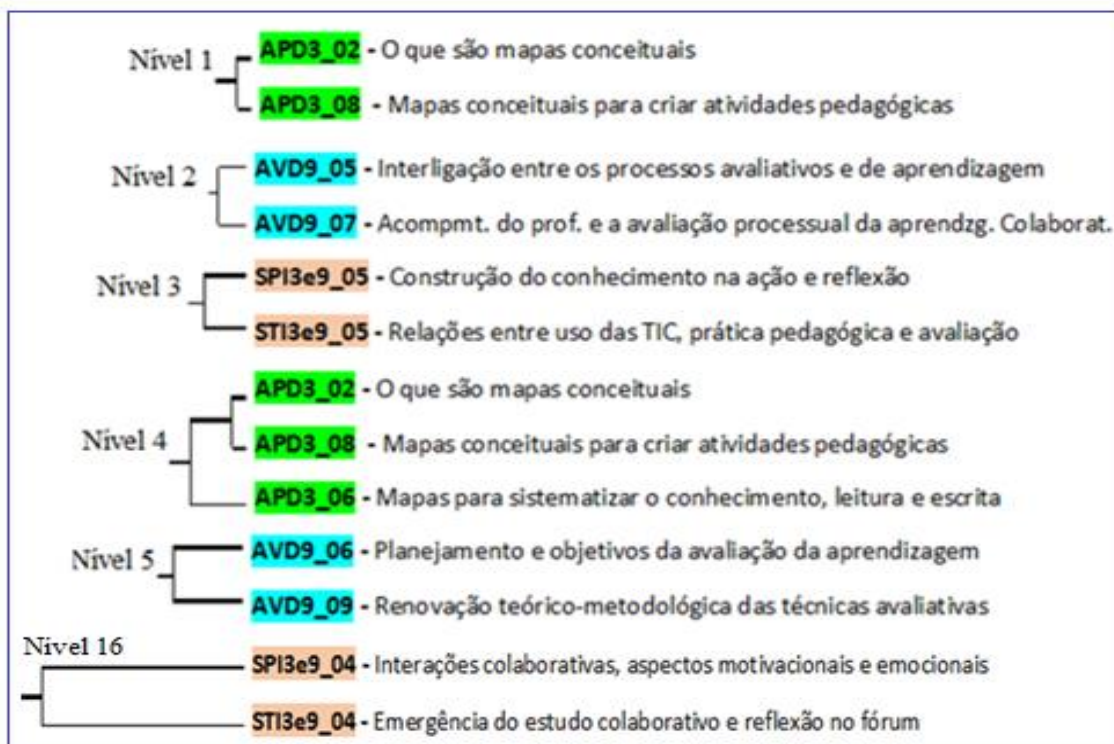 Nível 1
APD3_02 - O que são mapas conceituais
APD3_08 - Mapas conceituais para criar atividades pedagógicas
Nível 2
AVD9_05 - Interligação entre os processos avaliativos e de aprendizagem
AVD9_07 - Acompmt. do prof. e a avaliação processual da aprendzg. Colaborat.
Nível 3
SPI3e9_05 - Construção do conhecimento na ação e reflexão
STI3e9_05 - Relações entre uso das TIC, prática pedagógica e avaliação
Nível 4
APD3_02 - O que são mapas conceituais
APD3_08 - Mapas conceituais para criar atividades pedagógicas
APD3_06 - Mapas para sistematizar o conhecimento, leitura e escrita
Nível 5
AVD9_06 - Planejamento e objetivos da avaliação da aprendizagem
AVD9_09 - Renovação teórico-metodológica das técnicas avaliativas
Nível 16
SPI3e9_04 - Interações colaborativas, aspectos motivacionais e emocionais
STI3e9_04 - Emergência do estudo colaborativo e reflexão no fórum